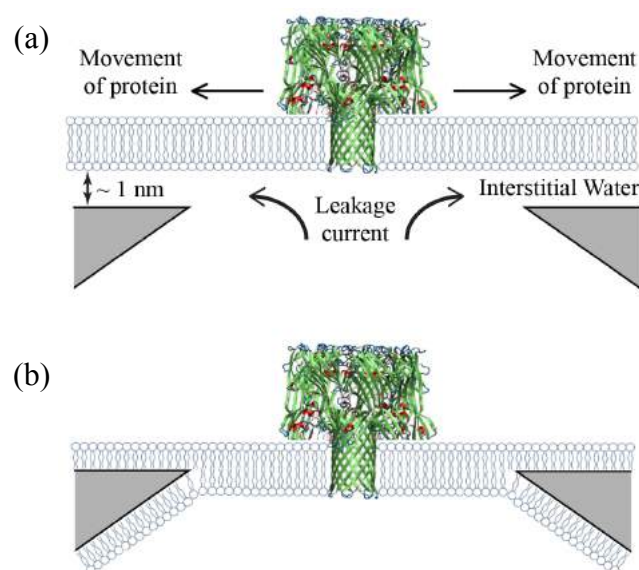 (a)
Movement
of protein
Movement
of protein
~ 1 nm
Leakage
current
Interstitial Water
(b)